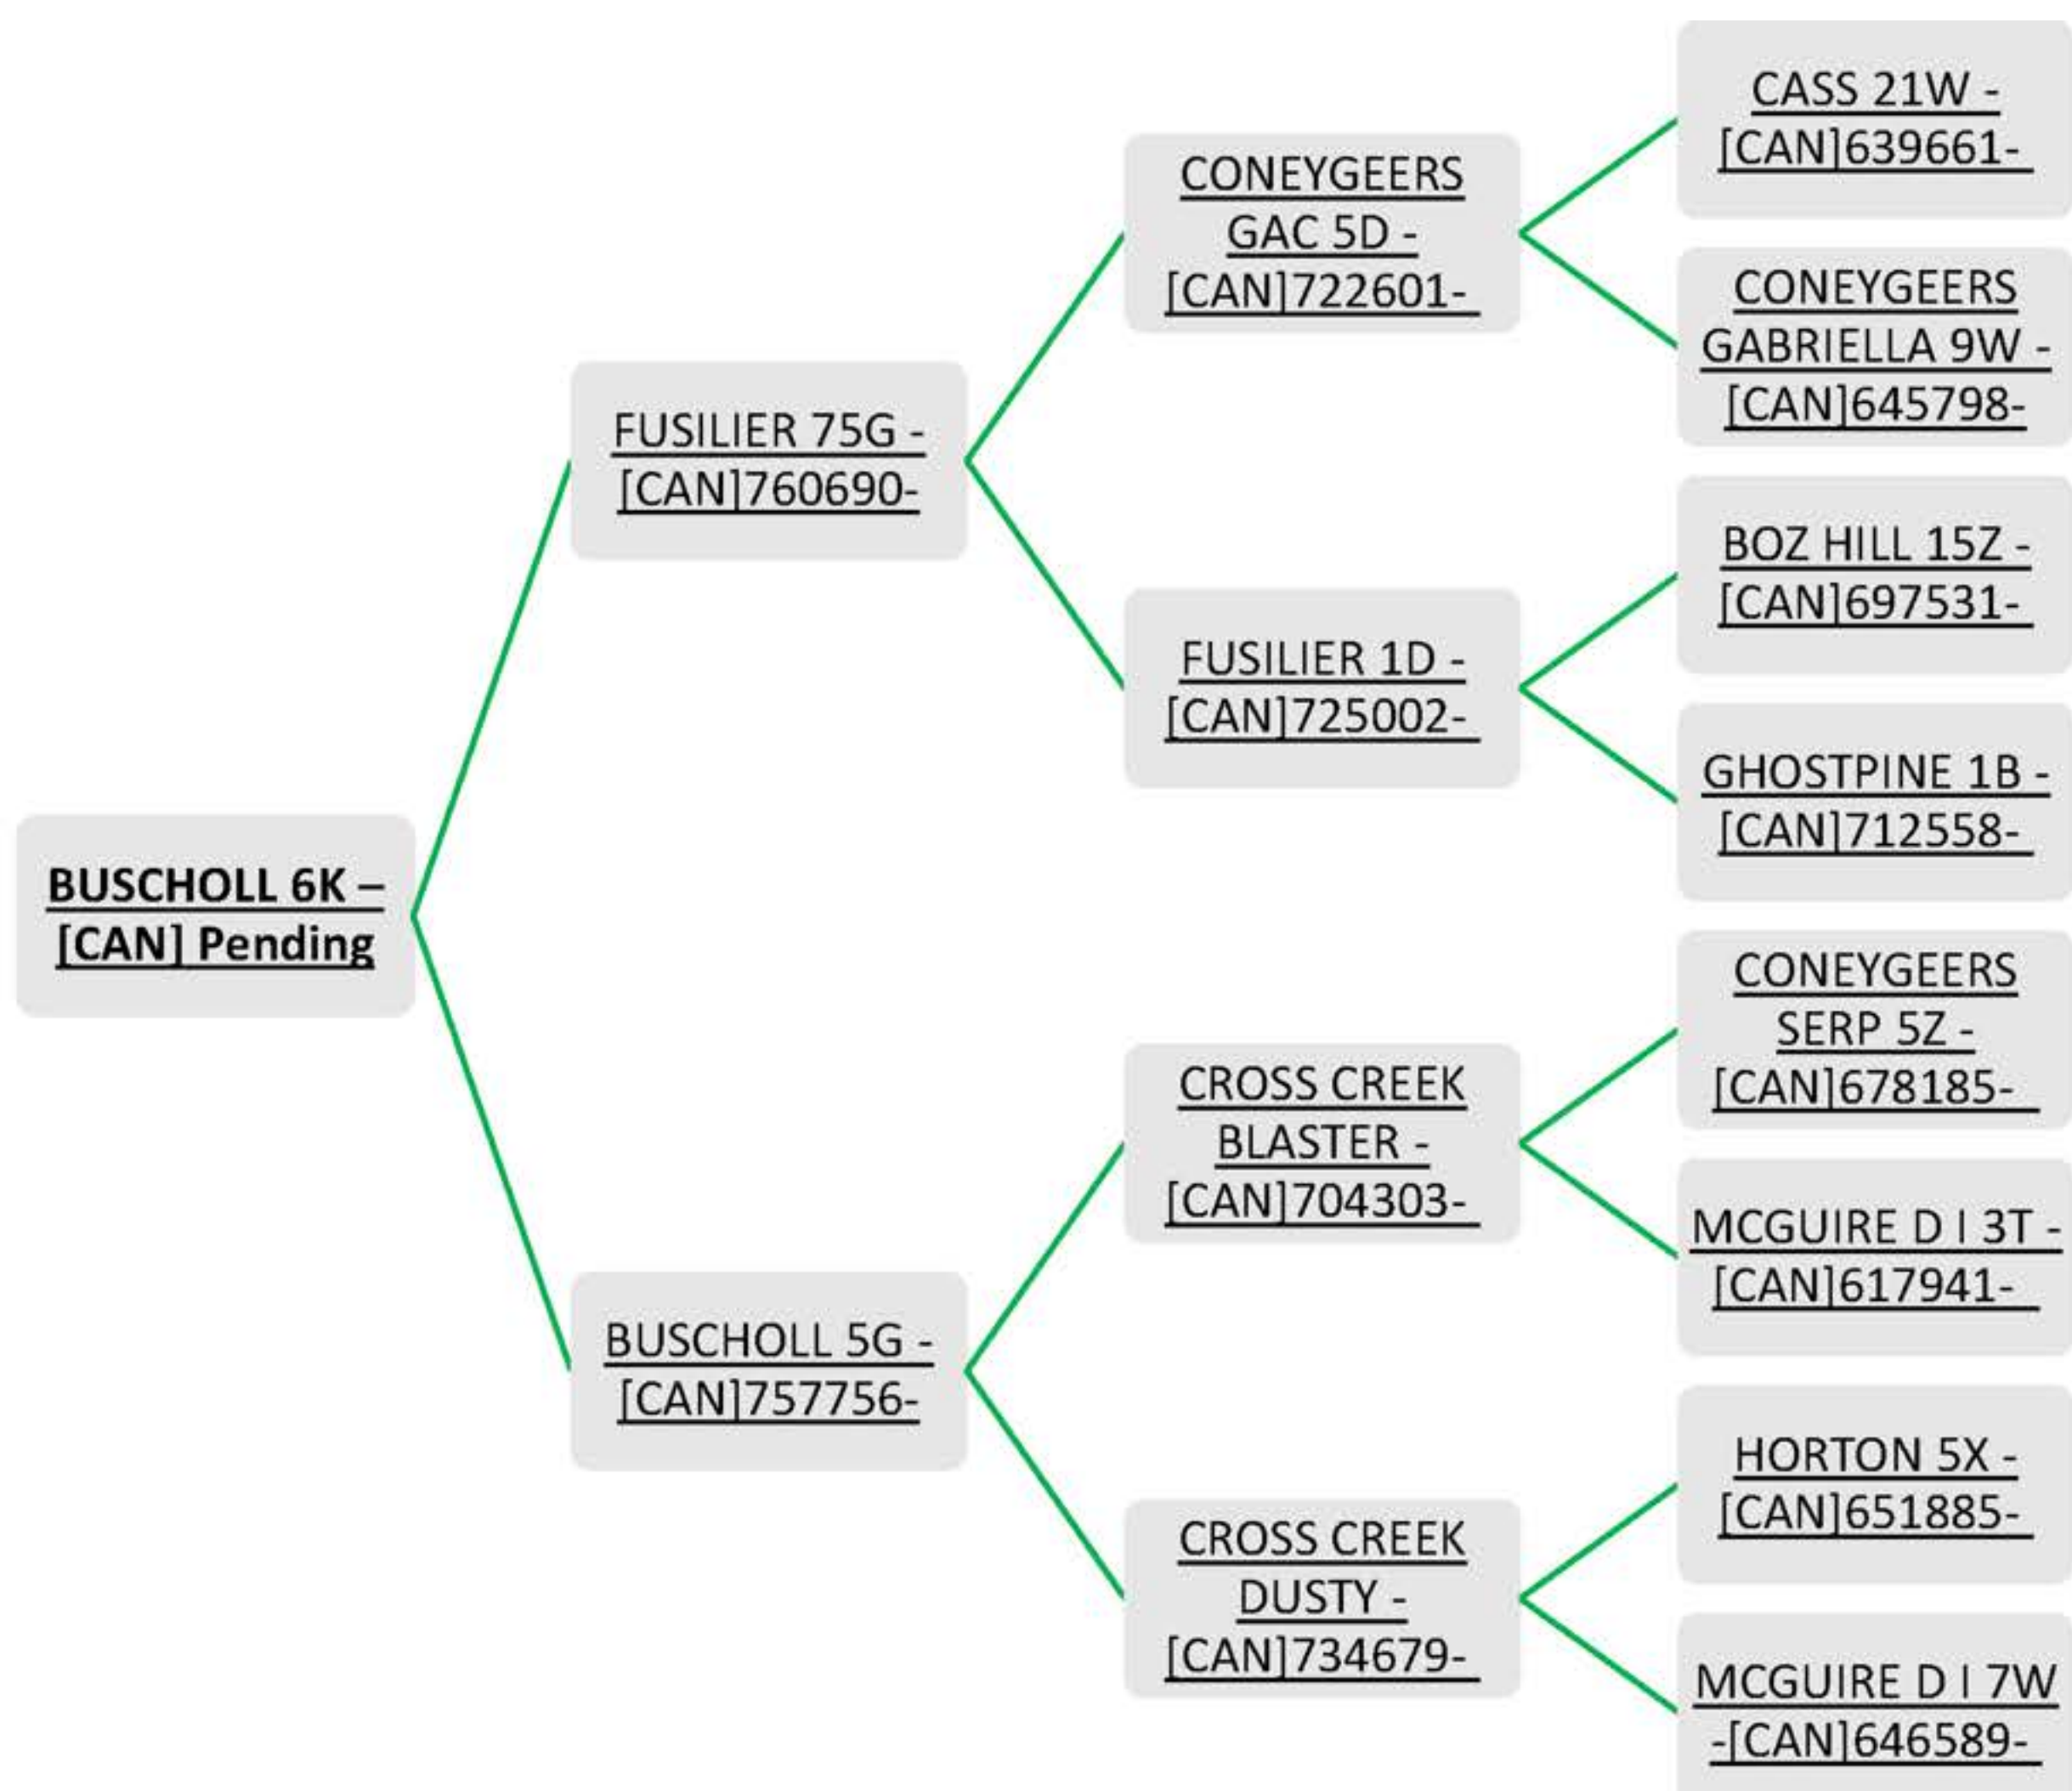 CASS 21W -
[CAN]639661-
CONEYGEERS
GAC 5D -
[CAN]722601-
CONEYGEERS
GABRIELLA 9W -
[CAN]645798-
FUSILIER 75G -
[CAN]760690-
BOZ HILL 15Z -
[CAN]697531-
FUSILIER 1D -
[CAN]725002-
GHOSTPINE 1B -
[CAN]712558-
BUSCHOLL 6K –
[CAN] Pending
CONEYGEERS
SERP 5Z -
[CAN]678185-
CROSS CREEK
BLASTER -
[CAN]704303-
MCGUIRE D I 3T -
[CAN]617941-
BUSCHOLL 5G -
[CAN]757756-
HORTON 5X -
[CAN]651885-
CROSS CREEK
DUSTY -
[CAN]734679-
MCGUIRE D I 7W
-[CAN]646589-